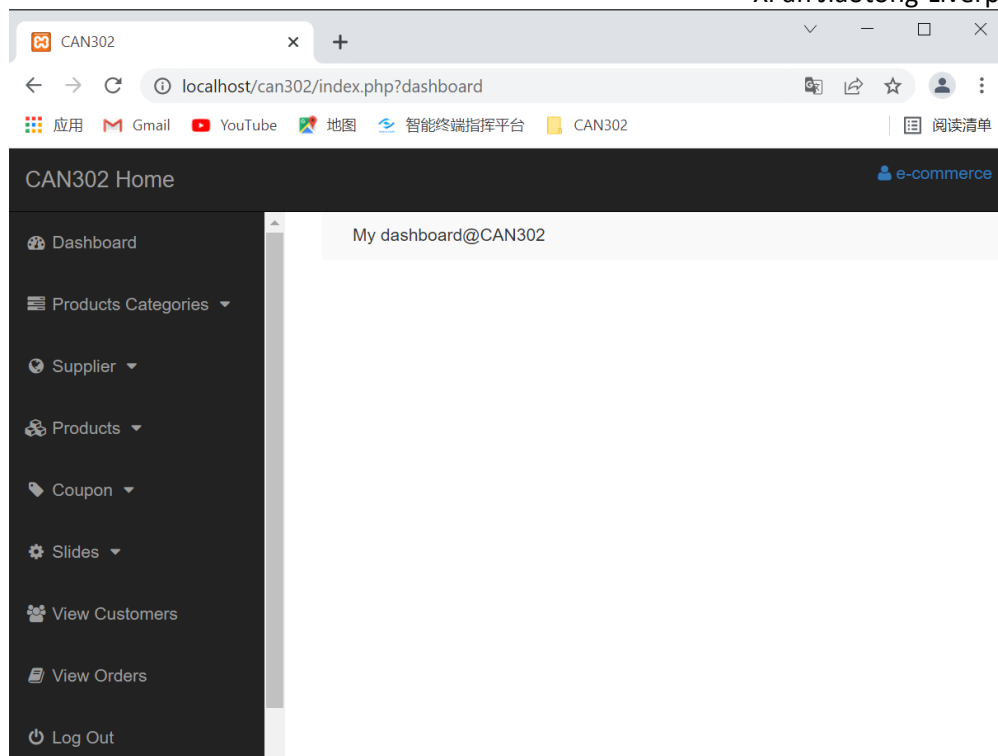 CAN302
localhost/can302/index.php?dashboard
应用 Gmail YouTube 地图 智能终端指挥平台 CAN302 阅读清单
CAN302 Home e-commerce
Dashboard
My dashboard@CAN302
Products Categories
Supplier
Products
Coupon
Slides
View Customers
View Orders
Log Out